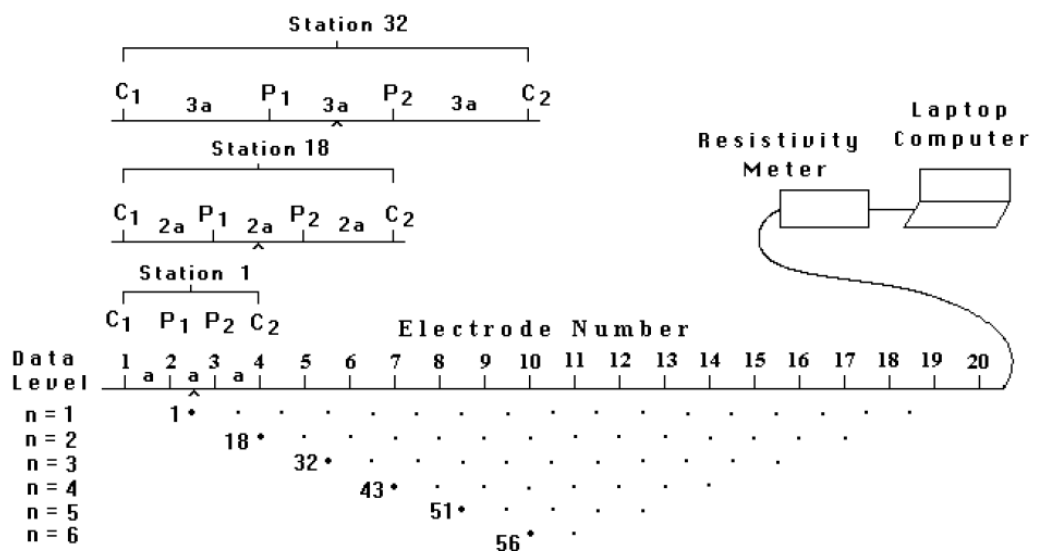 Station 32
C1 3a P1 3a P2 3a C2
Station 18
C1 2a P1 2a P2 2a C2
Station 1
C1 P1 P2 C2
Resistivity Meter
Laptop Computer
Electrode Number
Data Level
1 2 3 4 5 6 7 8 9 10 11 12 13 14 15 16 17 18 19 20
a a a
n = 1 1
n = 2 18
n = 3 32
n = 4 43
n = 5 51
n = 6 56